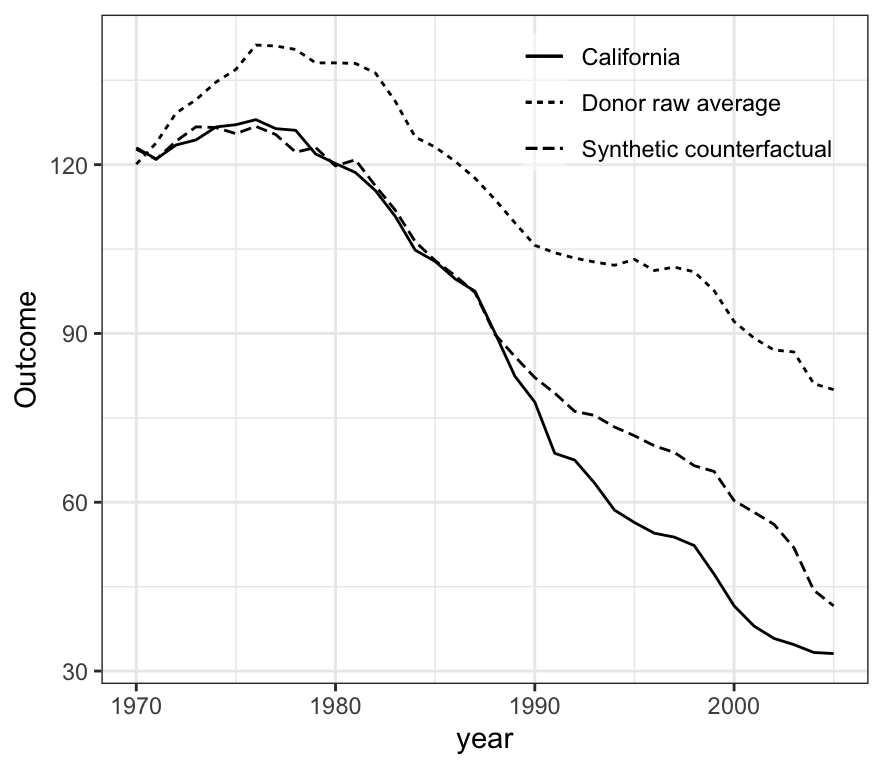 California
Donor raw average
Synthetic counterfactual
120
90
60
30
Outcome
1970 1980 1990 2000
year